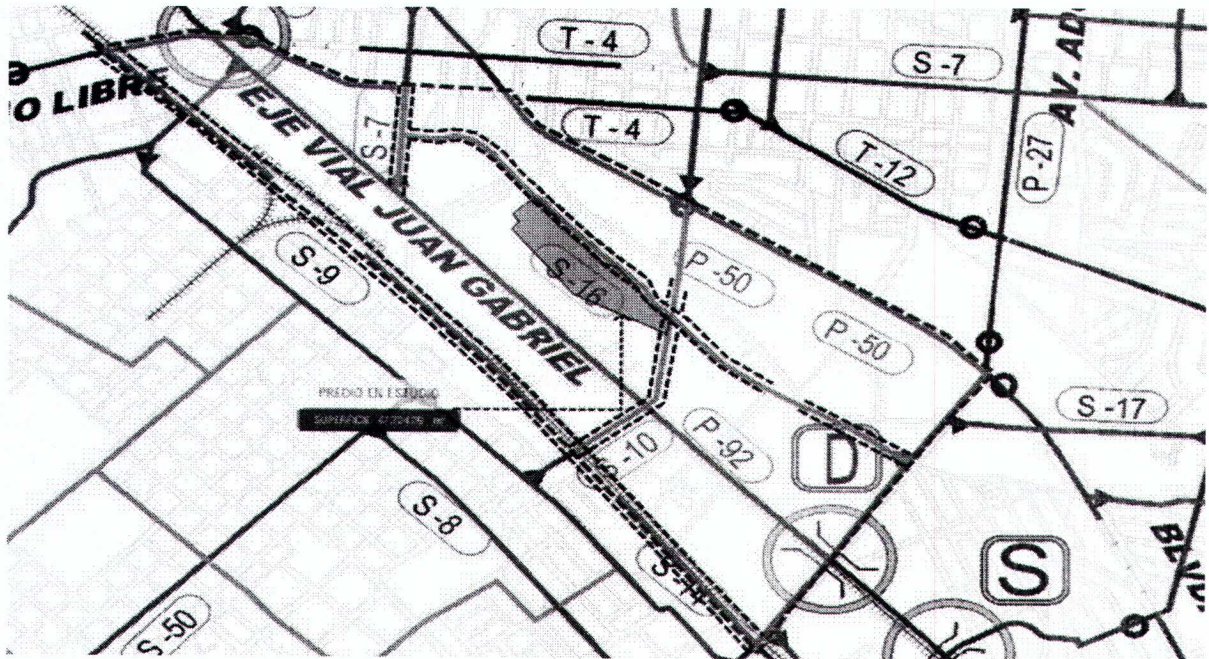 T-4
S-7
AV. AD
O LIBRE
EJE VIAL JUAN GABRIEL
S-7
T-4
T-12
P-27
S-9
S-16
P-50
P-50
PREDIO EN ESTUDIO
S-17
S-10
P-92
D
S-8
S-14
S
BLVD.
S-50